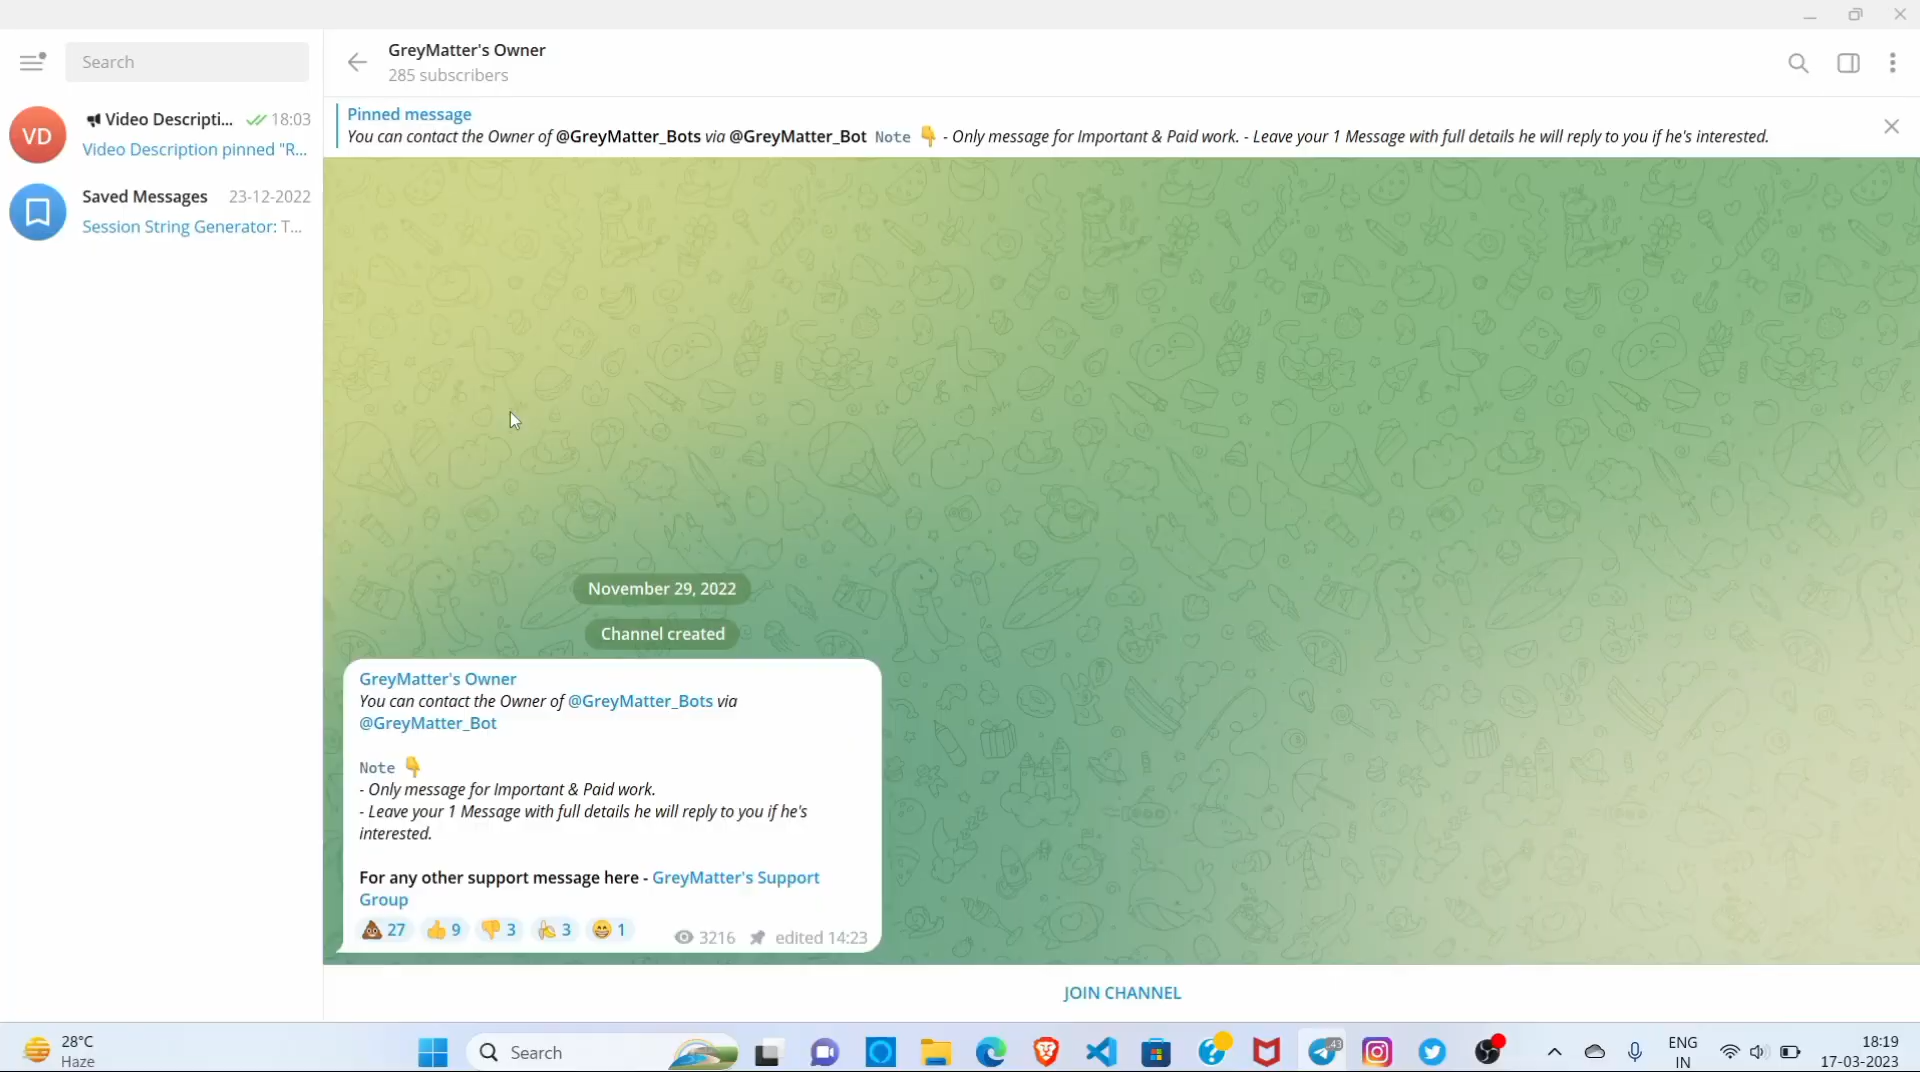 Search
VD
Video Descripti...
18:03
Video Description pinned "R...
Saved Messages
23-12-2022
Session String Generator: T...
GreyMatter's Owner
285 subscribers
Pinned message
You can contact the Owner of @GreyMatter_Bots via @GreyMatter_Bot Note 👇 - Only message for Important & Paid work. - Leave your 1 Message with full details he will reply to you if he's interested.
November 29, 2022
Channel created
GreyMatter's Owner
You can contact the Owner of @GreyMatter_Bots via
@GreyMatter_Bot
Note 👇
- Only message for Important & Paid work.
- Leave your 1 Message with full details he will reply to you if he's
interested.
For any other support message here - GreyMatter's Support
Group
💩 27 👍 9 👎 3 🍌 3 😁 1
3216 edited 14:23
JOIN CHANNEL
28°C
Haze
Search
.43
ENG
IN
18:19
17-03-2023